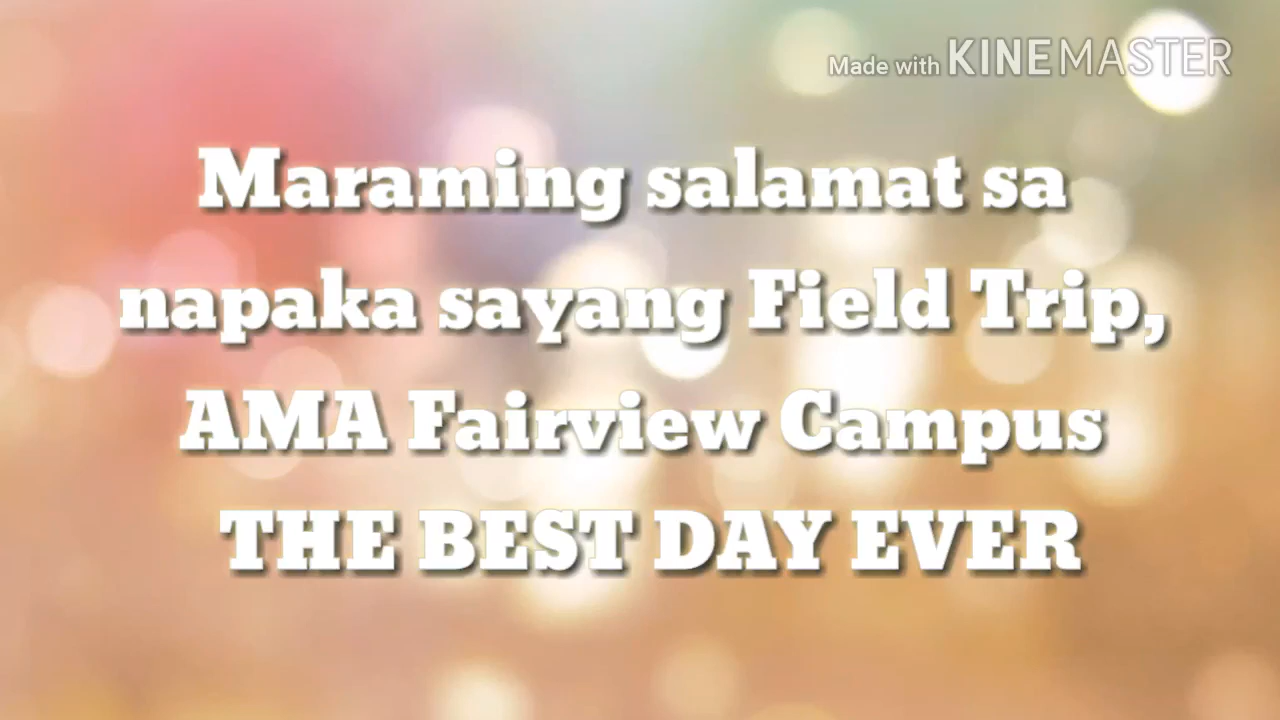 Made with KINEMASTER
Maraming salamat sa
napaka sayang Field Trip,
AMA Fairview Campus
THE BEST DAY EVER